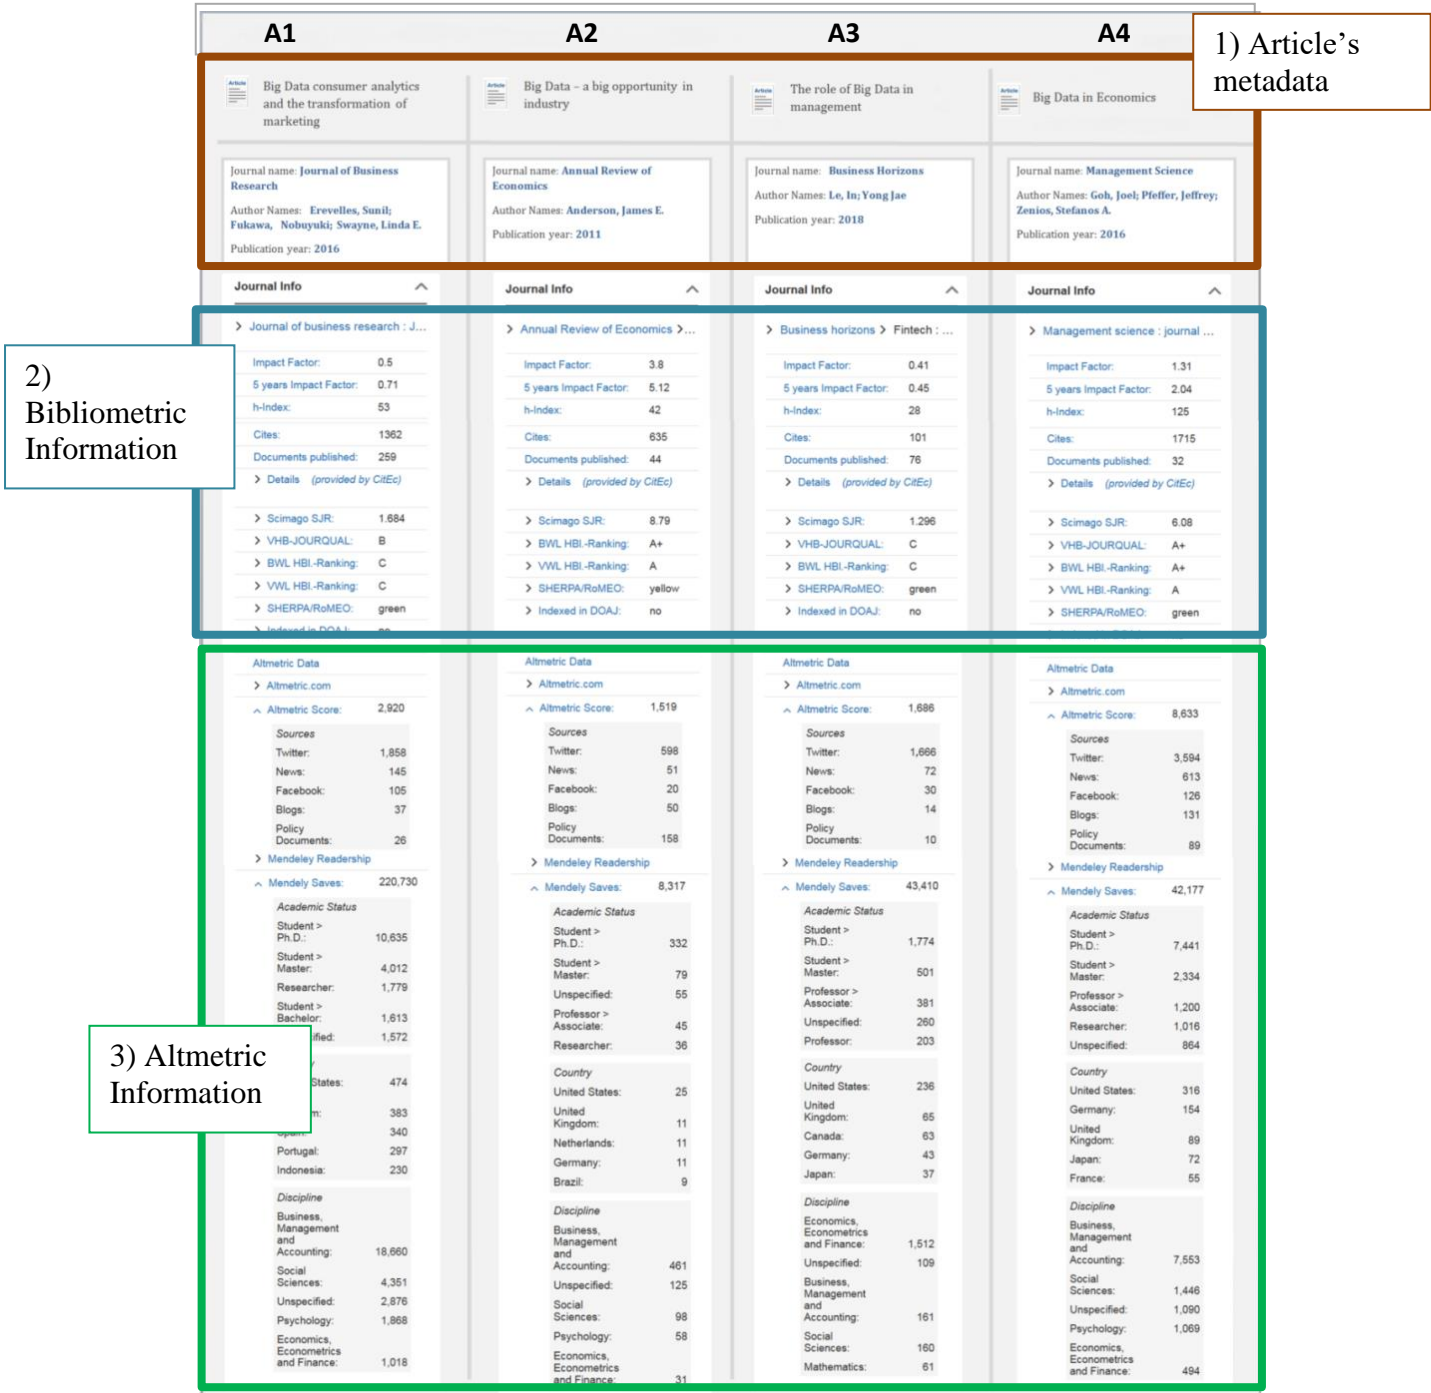 A1
A2
A3
A4
1) Article's
metadata
Article
Big Data consumer analytics
and the transformation of
marketing
Article
Big Data – a big opportunity in
industry
Article
The role of Big Data in
management
Article
Big Data in Economics
Journal name: Journal of Business
Research
Author Names: Erevelles, Sunil;
Fukawa, Nobuyuki; Swayne, Linda E.
Publication year: 2016
Journal name: Annual Review of
Economics
Author Names: Anderson, James E.
Publication year: 2011
Journal name: Business Horizons
Author Names: Le, In; Yong Jae
Publication year: 2018
Journal name: Management Science
Author Names: Goh, Joel; Pfeffer, Jeffrey;
Zenios, Stefanos A.
Publication year: 2016
2)
Bibliometric
Information
Journal Info
Journal of business research : J...
Impact Factor: 0.5
5 years Impact Factor: 0.71
h-Index: 53
Cites: 1362
Documents published: 259
Details (provided by CitEc)
Scimago SJR: 1.684
VHB-JOURQUAL: B
BWL HBl.-Ranking: C
VWL HBl.-Ranking: C
SHERPA/RoMEO: green
Indexed in DOAJ: no
Journal Info
Annual Review of Economics > ...
Impact Factor: 3.8
5 years Impact Factor: 5.12
h-Index: 42
Cites: 635
Documents published: 44
Details (provided by CitEc)
Scimago SJR: 8.79
BWL HBl.-Ranking: A+
VWL HBl.-Ranking: A
SHERPA/RoMEO: yellow
Indexed in DOAJ: no
Journal Info
Business horizons > Fintech : ...
Impact Factor: 0.41
5 years Impact Factor: 0.45
h-Index: 28
Cites: 101
Documents published: 76
Details (provided by CitEc)
Scimago SJR: 1.296
VHB-JOURQUAL: C
BWL HBl.-Ranking: C
SHERPA/RoMEO: green
Indexed in DOAJ: no
Journal Info
Management science : journal ...
Impact Factor: 1.31
5 years Impact Factor: 2.04
h-Index: 125
Cites: 1715
Documents published: 32
Details (provided by CitEc)
Scimago SJR: 6.08
VHB-JOURQUAL: A+
BWL HBl.-Ranking: A+
VWL HBl.-Ranking: A
SHERPA/RoMEO: green
3) Altmetric
Information
Altmetric Data
Altmetric.com
Altmetric Score: 2,920
Sources
Twitter: 1,858
News: 145
Facebook: 105
Blogs: 37
Policy
Documents: 26
Mendeley Readership
Mendely Saves: 220,730
Academic Status
Student >
Ph.D.: 10,635
Student >
Master: 4,012
Researcher: 1,779
Student >
Bachelor: 1,613
ified: 1,572
States: 474
m: 383
Spain: 340
Portugal: 297
Indonesia: 230
Discipline
Business,
Management
and
Accounting: 18,660
Social
Sciences: 4,351
Unspecified: 2,876
Psychology: 1,868
Economics,
Econometrics
and Finance: 1,018
Altmetric Data
Altmetric.com
Altmetric Score: 1,519
Sources
Twitter: 598
News: 51
Facebook: 20
Blogs: 50
Policy
Documents: 158
Mendeley Readership
Mendely Saves: 8,317
Academic Status
Student >
Ph.D.: 332
Student >
Master: 79
Unspecified: 55
Professor >
Associate: 45
Researcher: 36
Country
United States: 25
United
Kingdom: 11
Netherlands: 11
Germany: 11
Brazil: 9
Discipline
Business,
Management
and
Accounting: 461
Unspecified: 125
Social
Sciences: 98
Psychology: 58
Economics,
Econometrics
and Finance: 31
Altmetric Data
Altmetric.com
Altmetric Score: 1,686
Sources
Twitter: 1,666
News: 72
Facebook: 30
Blogs: 14
Policy
Documents: 10
Mendeley Readership
Mendely Saves: 43,410
Academic Status
Student >
Ph.D.: 1,774
Student >
Master: 501
Professor >
Associate: 381
Unspecified: 260
Professor: 203
Country
United States: 236
United
Kingdom: 65
Canada: 63
Germany: 43
Japan: 37
Discipline
Economics,
Econometrics
and Finance: 1,512
Unspecified: 109
Business,
Management
and
Accounting: 161
Social
Sciences: 160
Mathematics: 61
Altmetric Data
Altmetric.com
Altmetric Score: 8,633
Sources
Twitter: 3,594
News: 613
Facebook: 126
Blogs: 131
Policy
Documents: 89
Mendeley Readership
Mendely Saves: 42,177
Academic Status
Student >
Ph.D.: 7,441
Student >
Master: 2,334
Professor >
Associate: 1,200
Researcher: 1,016
Unspecified: 864
Country
United States: 316
Germany: 154
United
Kingdom: 89
Japan: 72
France: 55
Discipline
Business,
Management
and
Accounting: 7,553
Social
Sciences: 1,446
Unspecified: 1,090
Psychology: 1,069
Economics,
Econometrics
and Finance: 494